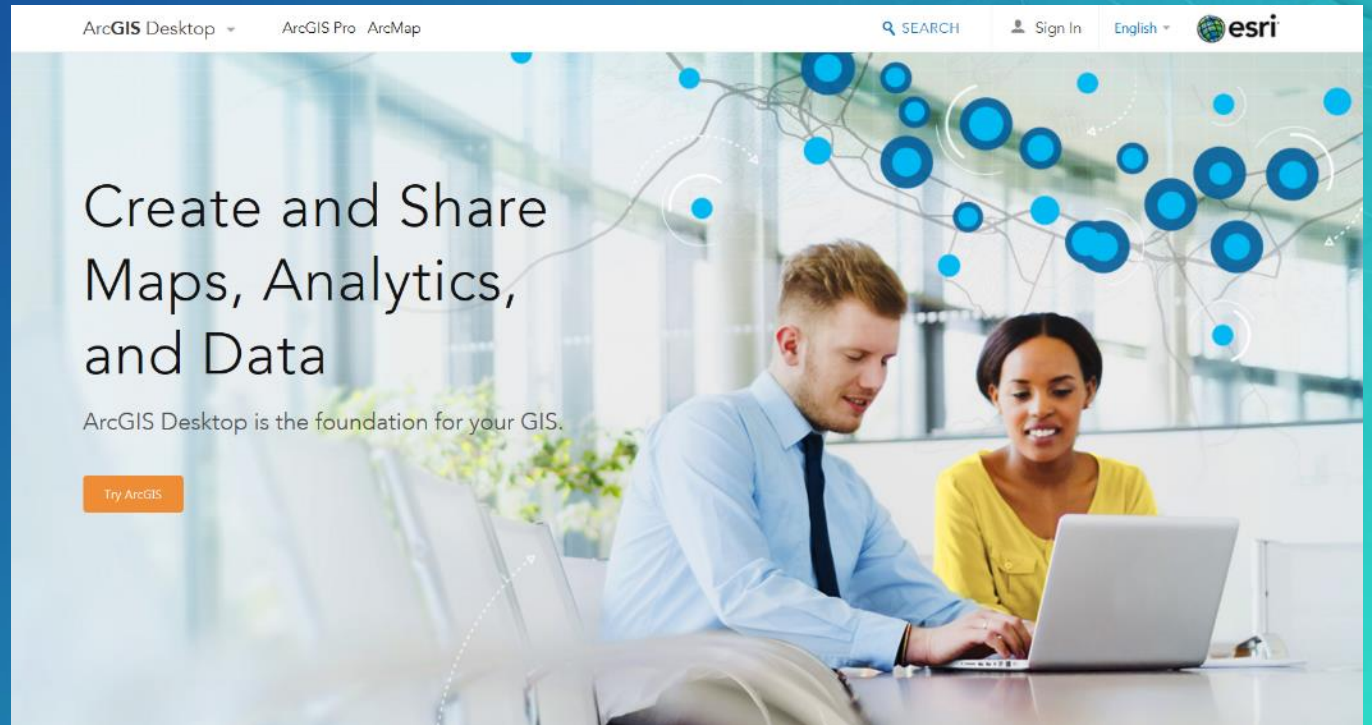 ArcGIS Desktop ArcGIS Pro ArcMap SEARCH Sign In English esri
Create and Share
Maps, Analytics,
and Data
ArcGIS Desktop is the foundation for your GIS.
Try ArcGIS